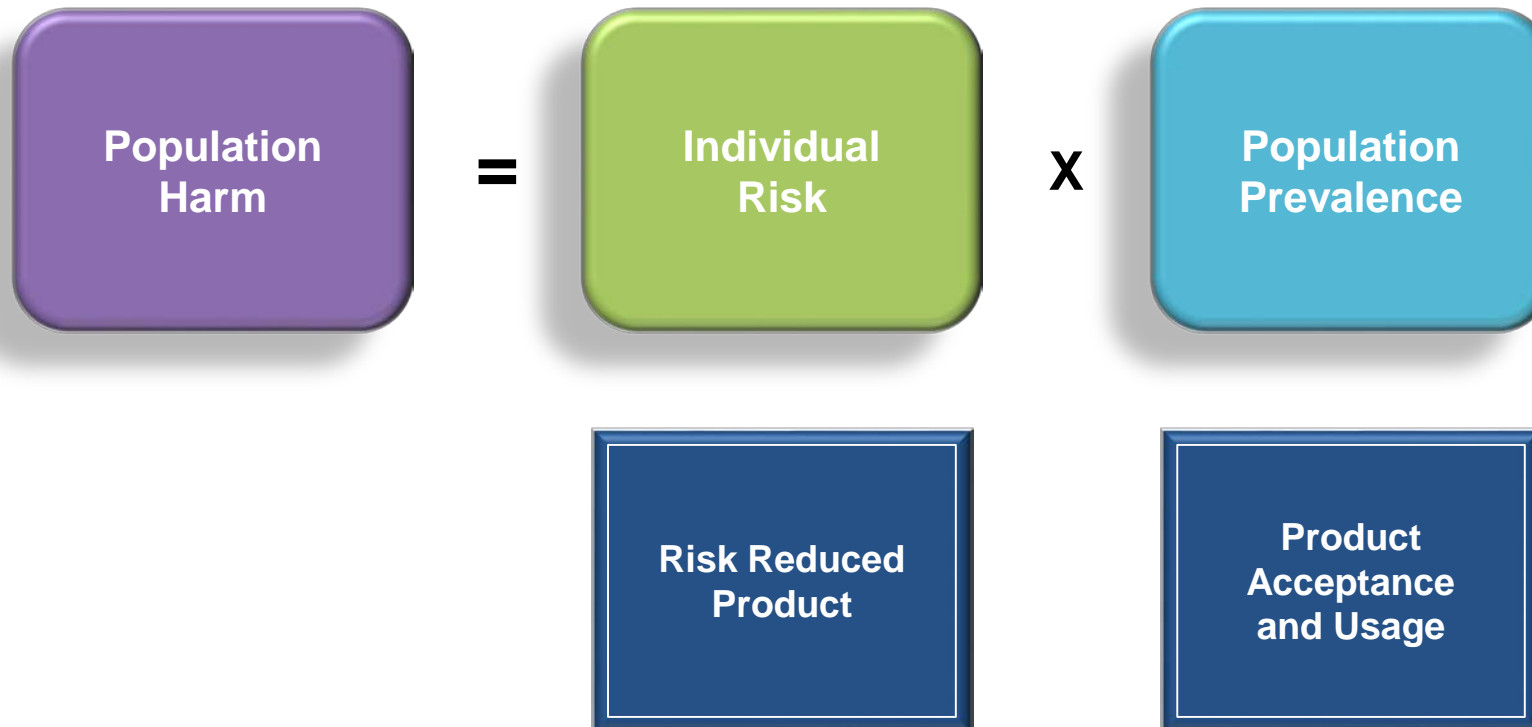 Population
Harm
=
Individual
Risk
x
Population
Prevalence
Risk Reduced
Product
Product
Acceptance
and Usage